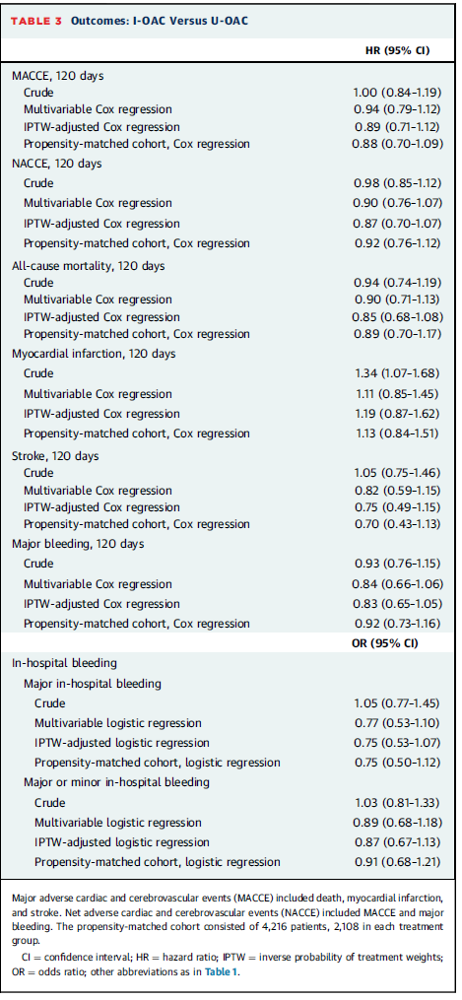 TABLE 3 Outcomes: I-OAC Versus U-OAC
HR (95% CI)
MACCE, 120 days
Crude 1.00 (0.84–1.19)
Multivariable Cox regression 0.94 (0.79–1.12)
IPTW-adjusted Cox regression 0.89 (0.71–1.12)
Propensity-matched cohort, Cox regression 0.88 (0.70–1.09)
NACCE, 120 days
Crude 0.98 (0.85–1.12)
Multivariable Cox regression 0.90 (0.76–1.07)
IPTW-adjusted Cox regression 0.87 (0.70–1.07)
Propensity-matched cohort, Cox regression 0.92 (0.76–1.12)
All-cause mortality, 120 days
Crude 0.94 (0.74–1.19)
Multivariable Cox regression 0.90 (0.71–1.13)
IPTW-adjusted Cox regression 0.85 (0.68–1.08)
Propensity-matched cohort, Cox regression 0.89 (0.70–1.17)
Myocardial infarction, 120 days
Crude 1.34 (1.07–1.68)
Multivariable Cox regression 1.11 (0.85–1.45)
IPTW-adjusted Cox regression 1.19 (0.87–1.62)
Propensity-matched cohort, Cox regression 1.13 (0.84–1.51)
Stroke, 120 days
Crude 1.05 (0.75–1.46)
Multivariable Cox regression 0.82 (0.59–1.15)
IPTW-adjusted Cox regression 0.75 (0.49–1.15)
Propensity-matched cohort, Cox regression 0.70 (0.43–1.13)
Major bleeding, 120 days
Crude 0.93 (0.76–1.15)
Multivariable Cox regression 0.84 (0.66–1.06)
IPTW-adjusted Cox regression 0.83 (0.65–1.05)
Propensity-matched cohort, Cox regression 0.92 (0.73–1.16)
OR (95% CI)
In-hospital bleeding
Major in-hospital bleeding
Crude 1.05 (0.77–1.45)
Multivariable logistic regression 0.77 (0.53–1.10)
IPTW-adjusted logistic regression 0.75 (0.53–1.07)
Propensity-matched cohort, logistic regression 0.75 (0.50–1.12)
Major or minor in-hospital bleeding
Crude 1.03 (0.81–1.33)
Multivariable logistic regression 0.89 (0.68–1.18)
IPTW-adjusted logistic regression 0.87 (0.67–1.13)
Propensity-matched cohort, logistic regression 0.91 (0.68–1.21)
Major adverse cardiac and cerebrovascular events (MACCE) included death, myocardial infarction,
and stroke. Net adverse cardiac and cerebrovascular events (NACCE) included MACCE and major
bleeding. The propensity-matched cohort consisted of 4,216 patients, 2,108 in each treatment
group.
CI = confidence interval; HR = hazard ratio; IPTW = inverse probability of treatment weights;
OR = odds ratio; other abbreviations as in Table 1.